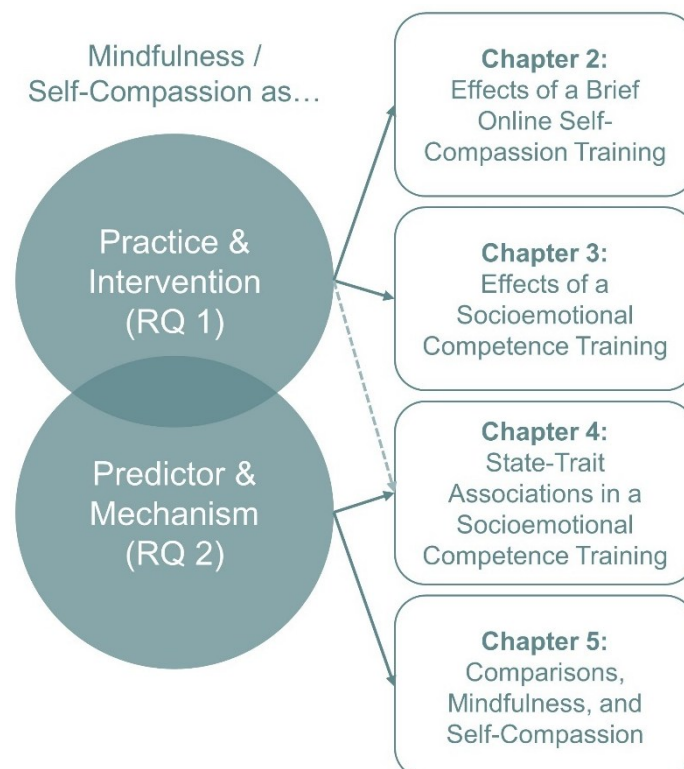 Mindfulness /
Self-Compassion as…
Practice &
Intervention
(RQ 1)
Predictor &
Mechanism
(RQ 2)
Chapter 2:
Effects of a Brief
Online Self-
Compassion Training
Chapter 3:
Effects of a
Socioemotional
Competence Training
Chapter 4:
State-Trait
Associations in a
Socioemotional
Competence Training
Chapter 5:
Comparisons,
Mindfulness, and
Self-Compassion